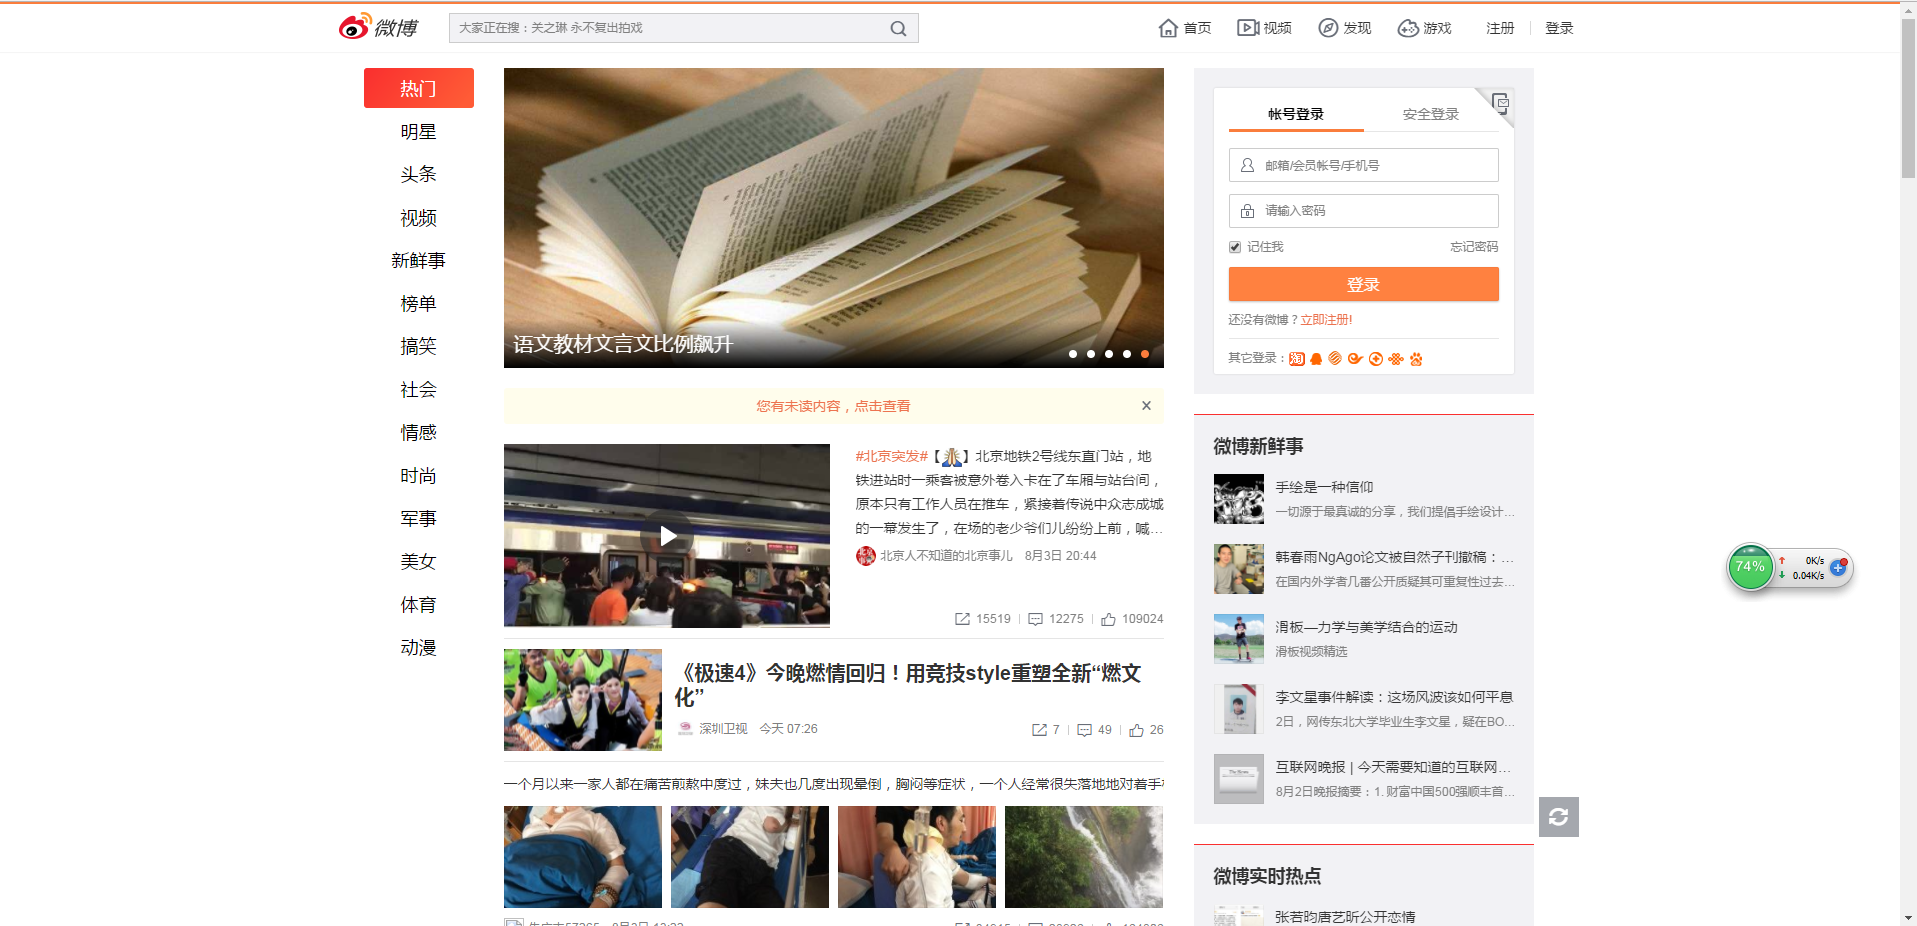 微博
大家正在搜：关之琳 永不复出拍戏
首页
视频
发现
游戏
注册
登录
热门
明星
头条
视频
新鲜事
榜单
搞笑
社会
情感
时尚
军事
美女
体育
动漫
语文教材文言文比例飙升
您有未读内容，点击查看
×
#北京突发#【🙏】北京地铁2号线东直门站，地
铁进站时一乘客被意外卷入卡在了车厢与站台间，
原本只有工作人员在推车，紧接着传说中众志成城
的一幕发生了，在场的老少爷们儿纷纷上前，喊…
北京人不知道的北京事儿 8月3日 20:44
15519 12275 109024
《极速4》今晚燃情回归！用竞技style重塑全新“燃文
化”
深圳卫视 今天 07:26
7 49 26
一个月以来一家人都在痛苦煎熬中度过，妹夫也几度出现晕倒，胸闷等症状，一个人经常很失落地地对着手
帐号登录
安全登录
邮箱/会员帐号/手机号
请输入密码
记住我
忘记密码
登录
还没有微博？立即注册!
其它登录：
微博新鲜事
手绘是一种信仰
一切源于最真诚的分享，我们提倡手绘设计…
韩春雨NgAgo论文被自然子刊撤稿：…
在国内外学者几番公开质疑其可重复性过去…
滑板—力学与美学结合的运动
滑板视频精选
李文星事件解读：这场风波该如何平息
2日，网传东北大学毕业生李文星，疑在BO…
互联网晚报 | 今天需要知道的互联网…
8月2日晚报摘要：1. 财富中国500强顺丰首…
微博实时热点
张若昀唐艺昕公开恋情
74%
0K/s
0.04K/s